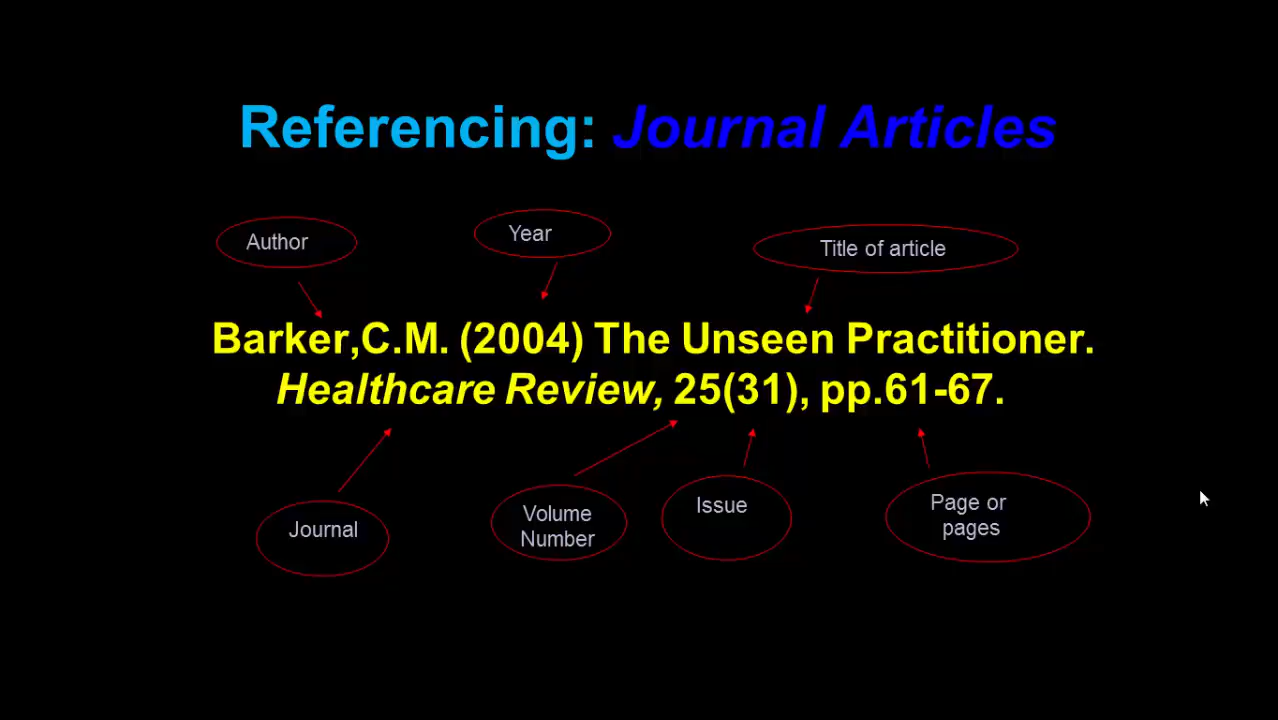 Referencing: Journal Articles
Author
Year
Title of article
Barker,C.M. (2004) The Unseen Practitioner.
Healthcare Review, 25(31), pp.61-67.
Journal
Volume
Number
Issue
Page or
pages